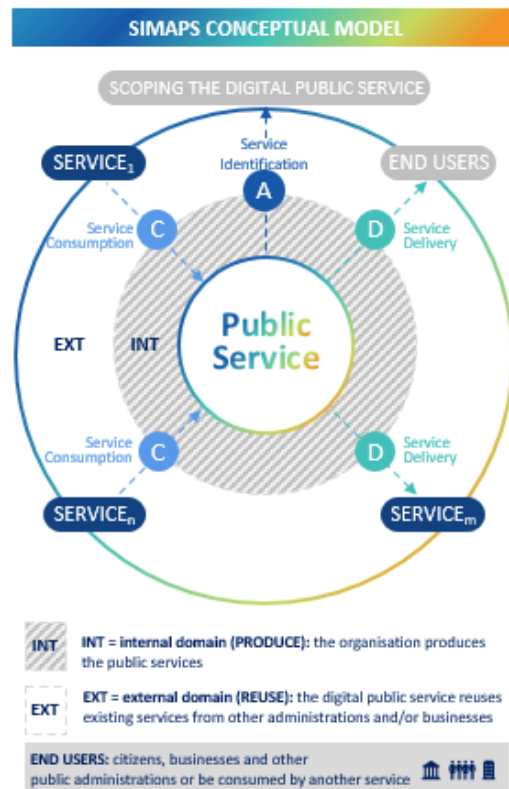 SIMAPS CONCEPTUAL MODEL
SCOPING THE DIGITAL PUBLIC SERVICE
Service
Identification
SERVICE1
END USERS
A
Service
Consumption
C
D
Service
Delivery
EXT
INT
Public
Service
Service
Consumption
C
D
Service
Delivery
SERVICEn
SERVICEm
INT
INT = internal domain (PRODUCE): the organisation produces
the public services
EXT
EXT = external domain (REUSE): the digital public service reuses
existing services from other administrations and/or businesses
END USERS: citizens, businesses and other
public administrations or be consumed by another service